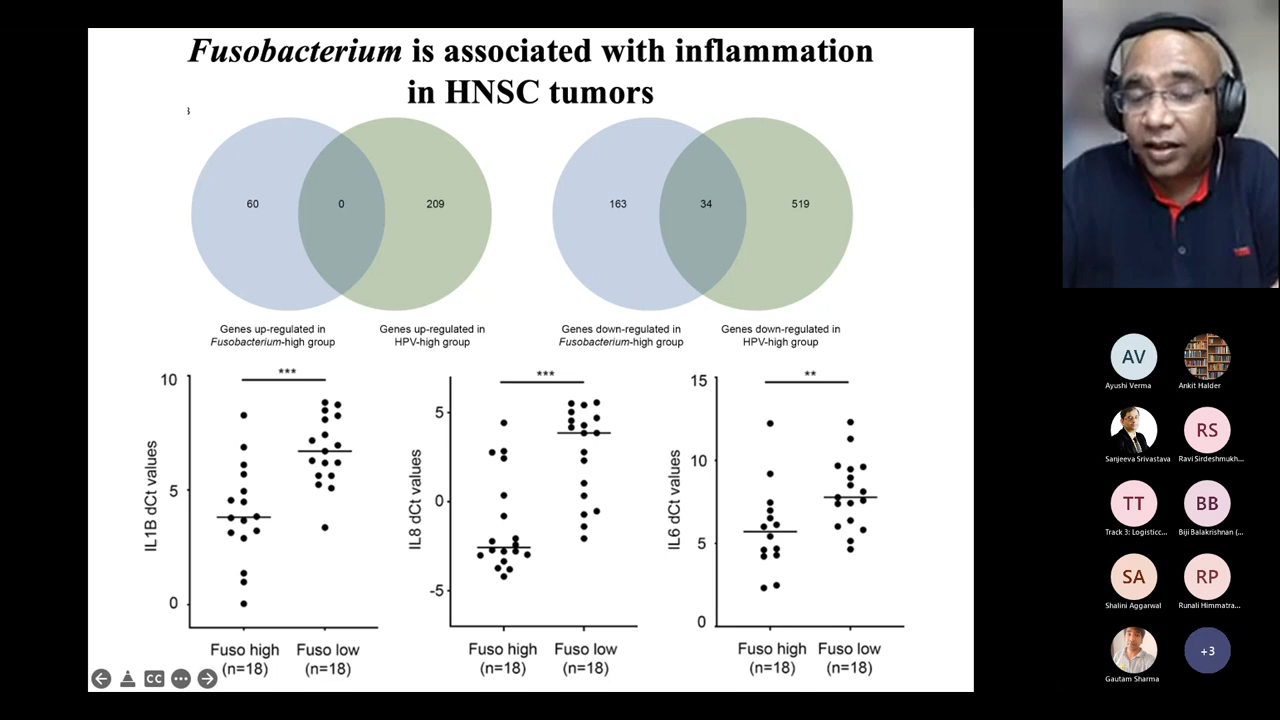 Fusobacterium is associated with inflammation
in HNSC tumors
60
0
209
163
34
519
Genes up-regulated in
Fusobacterium-high group
Genes up-regulated in
HPV-high group
Genes down-regulated in
Fusobacterium-high group
Genes down-regulated in
HPV-high group
IL1B dCt values
10
5
0
***
Fuso high
(n=18)
Fuso low
(n=18)
IL8 dCt values
5
0
-5
***
Fuso high
(n=18)
Fuso low
(n=18)
IL6 dCt values
15
10
5
0
**
Fuso high
(n=18)
Fuso low
(n=18)
CC
AV
Ayushi Verma
Ankit Halder
Sanjeeva Srivastava
RS
Ravi Sirdeshmukh...
TT
Track 3: Logisticc...
BB
Biji Balakrishnan (...
SA
Shalini Aggarwal
RP
Runali Himmatra...
Gautam Sharma
+3